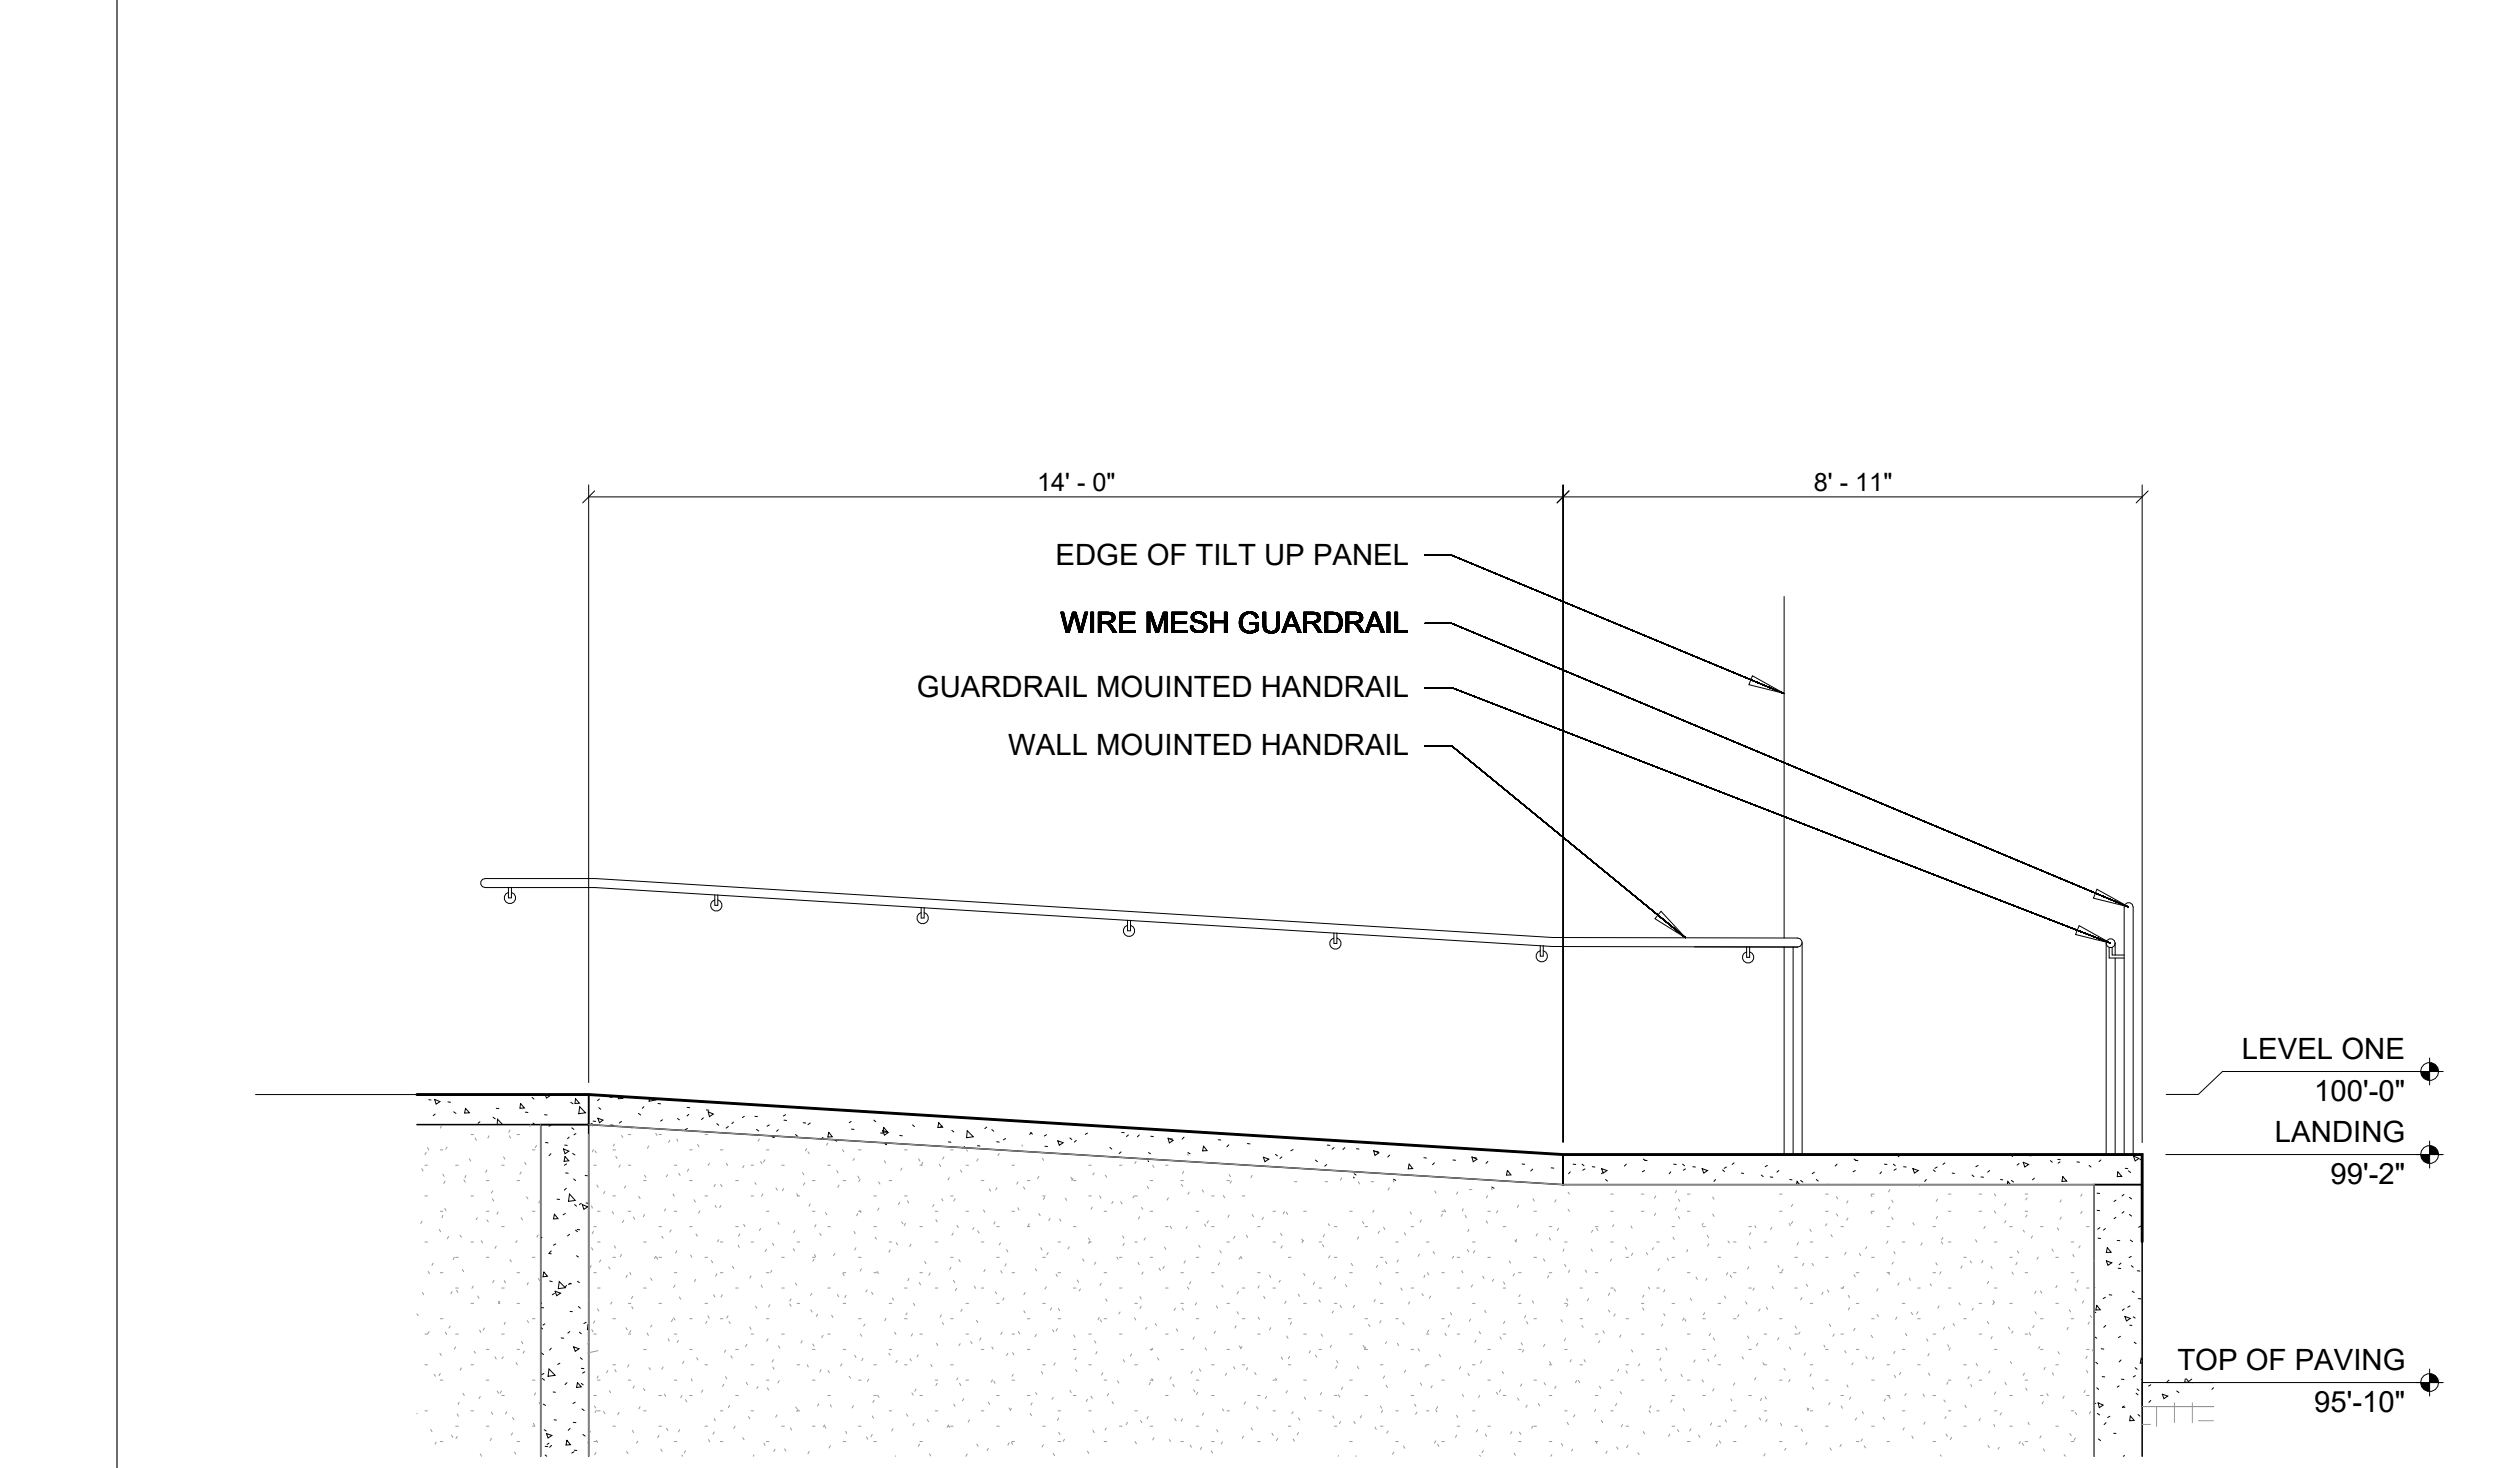 14' - 0"
8' - 11"
EDGE OF TILT UP PANEL
WIRE MESH GUARDRAIL
GUARDRAIL MOUINTED HANDRAIL
WALL MOUINTED HANDRAIL
LEVEL ONE
100'-0"
LANDING
99'-2"
TOP OF PAVING
95'-10"